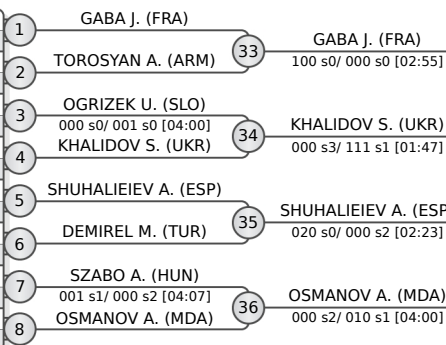 1
GABA J. (FRA)
2
TOROSYAN A. (ARM)
33
GABA J. (FRA)
100 s0/ 000 s0 [02:55]
3
OGRIZEK U. (SLO)
000 s0/ 001 s0 [04:00]
4
KHALIDOV S. (UKR)
34
KHALIDOV S. (UKR)
000 s3/ 111 s1 [01:47]
5
SHUHALIEIEV A. (ESP)
6
DEMIREL M. (TUR)
35
SHUHALIEIEV A. (ESP
020 s0/ 000 s2 [02:23]
7
SZABO A. (HUN)
001 s1/ 000 s2 [04:07]
8
OSMANOV A. (MDA)
36
OSMANOV A. (MDA)
000 s2/ 010 s1 [04:00]